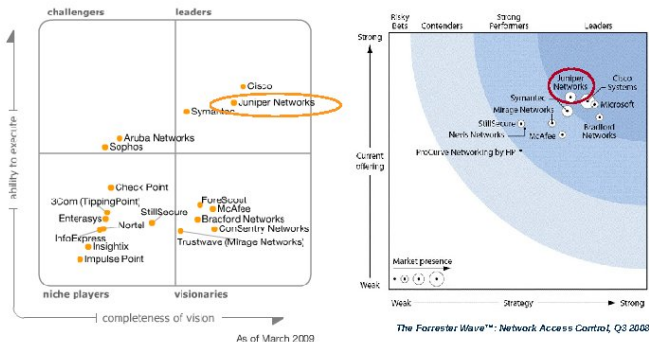 challengers
leaders
Cisco
Juniper Networks
Symantec
Aruba Networks
Sophos
Check Point
3Com (TippingPoint)
Enterasys
StillSecure
Nortel
InfoExpress
Insightix
Impulse Point
ForeScout
McAfee
Bradford Networks
ConSentry Networks
Trustwave (Mirage Networks)
niche players
visionaries
ability to execute
completeness of vision
As of March 2009
Risky
Bets
Contenders
Strong
Performers
Leaders
Strong
Juniper
Networks
Cisco
Systems
Symantec
Microsoft
Mirage Networks
StillSecure
Bradford
Networks
Nevis Networks
McAfee
ProCurve Networking by HP
Current
offering
Market presence
Weak
Weak
Strategy
Strong
The Forrester Wave™: Network Access Control, Q3 2008